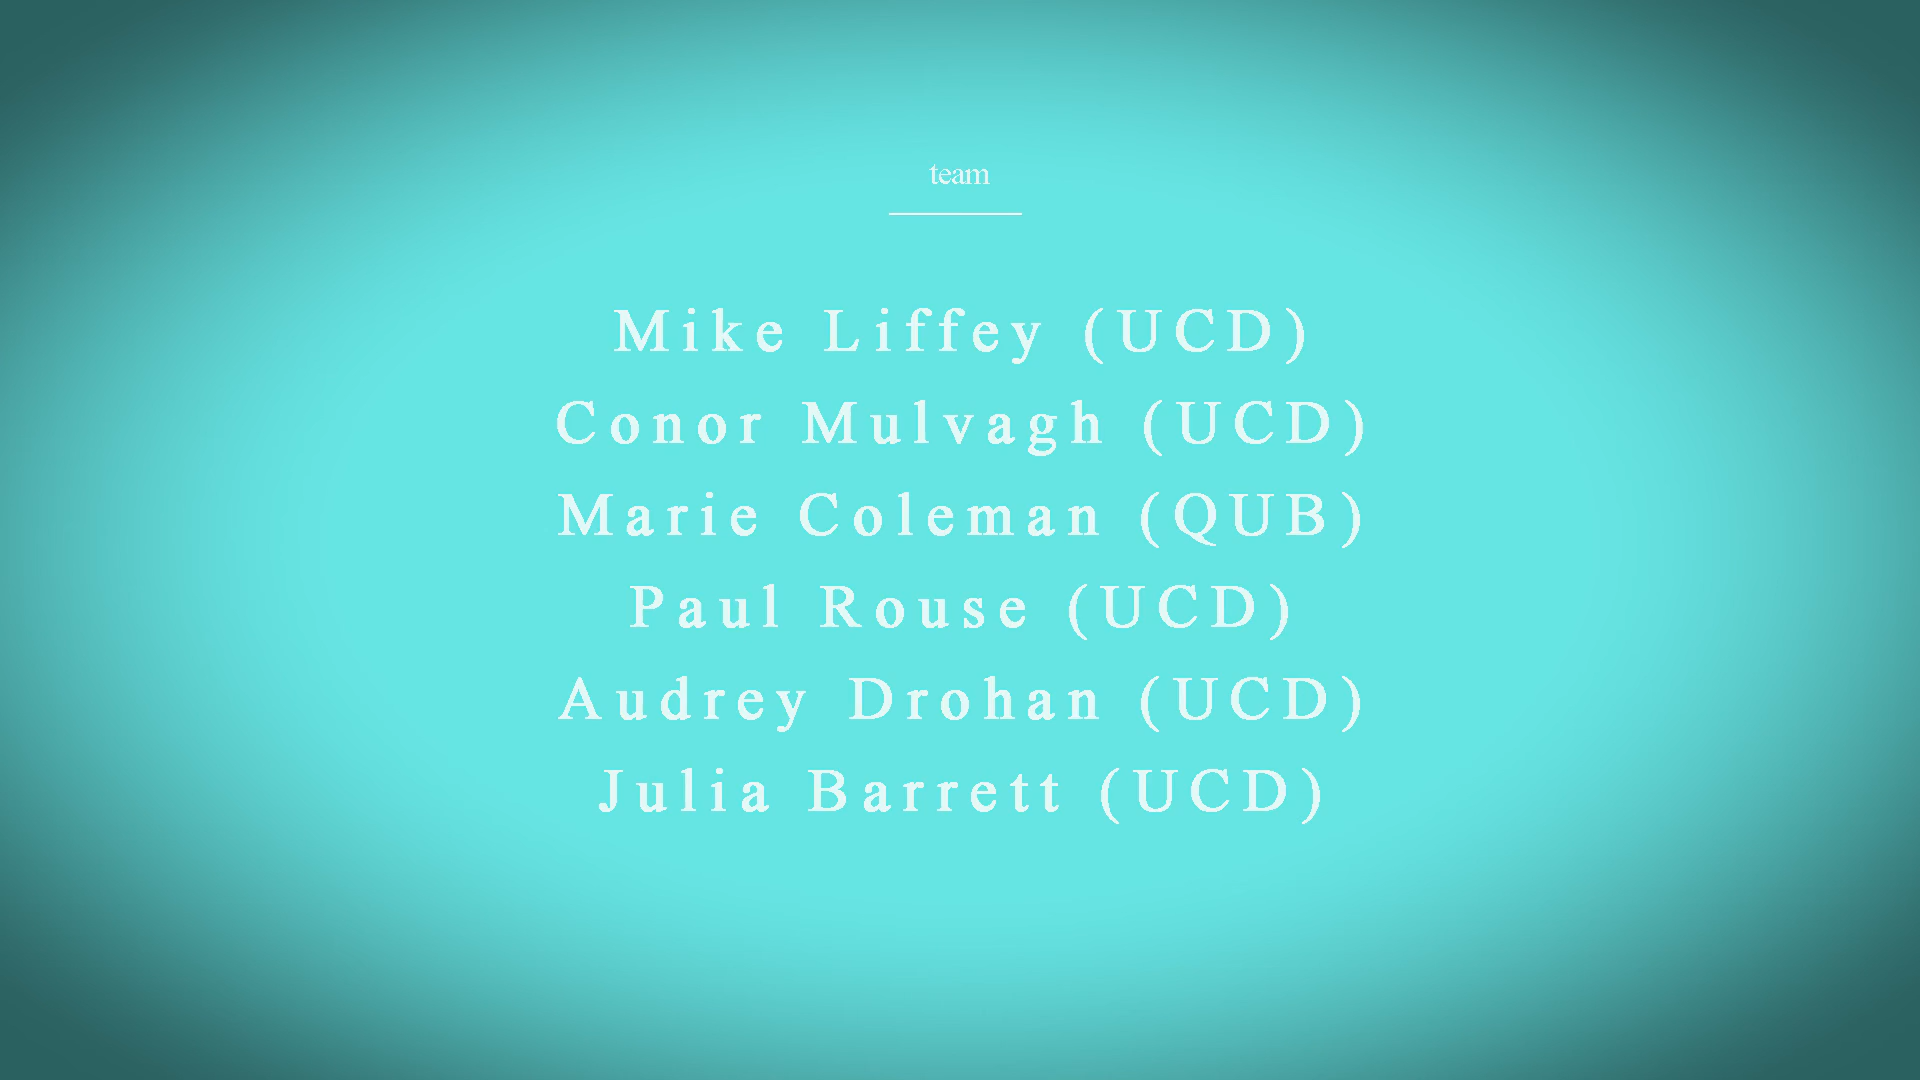 team
Mike Liffey (UCD)
Conor Mulvagh (UCD)
Marie Coleman (QUB)
Paul Rouse (UCD)
Audrey Drohan (UCD)
Julia Barrett (UCD)